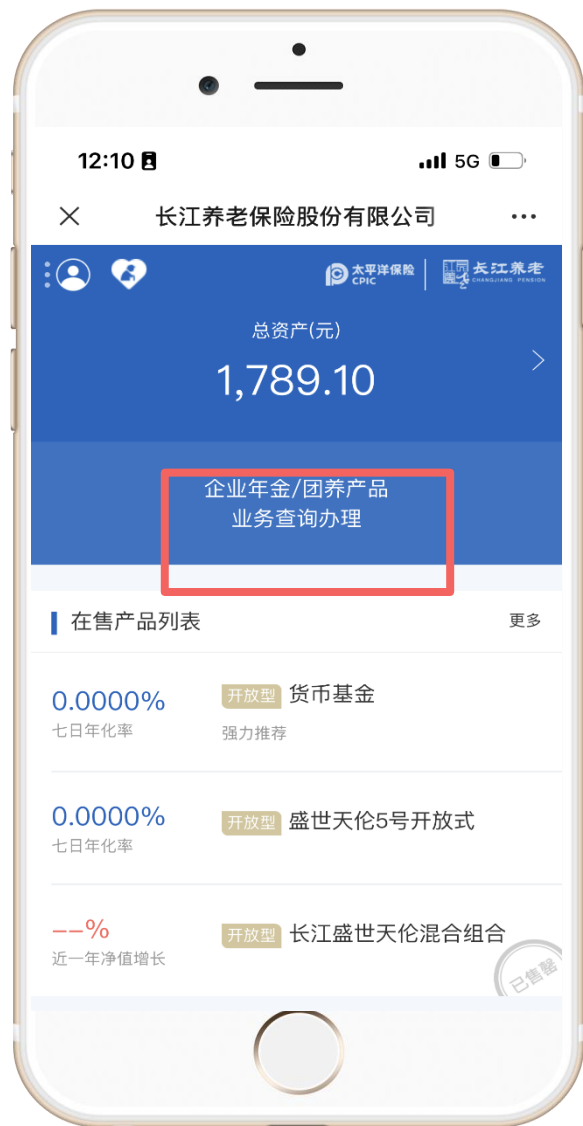 12:10
5G
长江养老保险股份有限公司
太平洋保险
CPIC
长江养老
CHANGJIANG PENSION
总资产(元)
1,789.10
企业年金/团养产品
业务查询办理
在售产品列表
更多
0.0000%
开放型 货币基金
七日年化率
强力推荐
0.0000%
开放型 盛世天伦5号开放式
七日年化率
--%
开放型 长江盛世天伦混合组合
近一年净值增长
已售罄